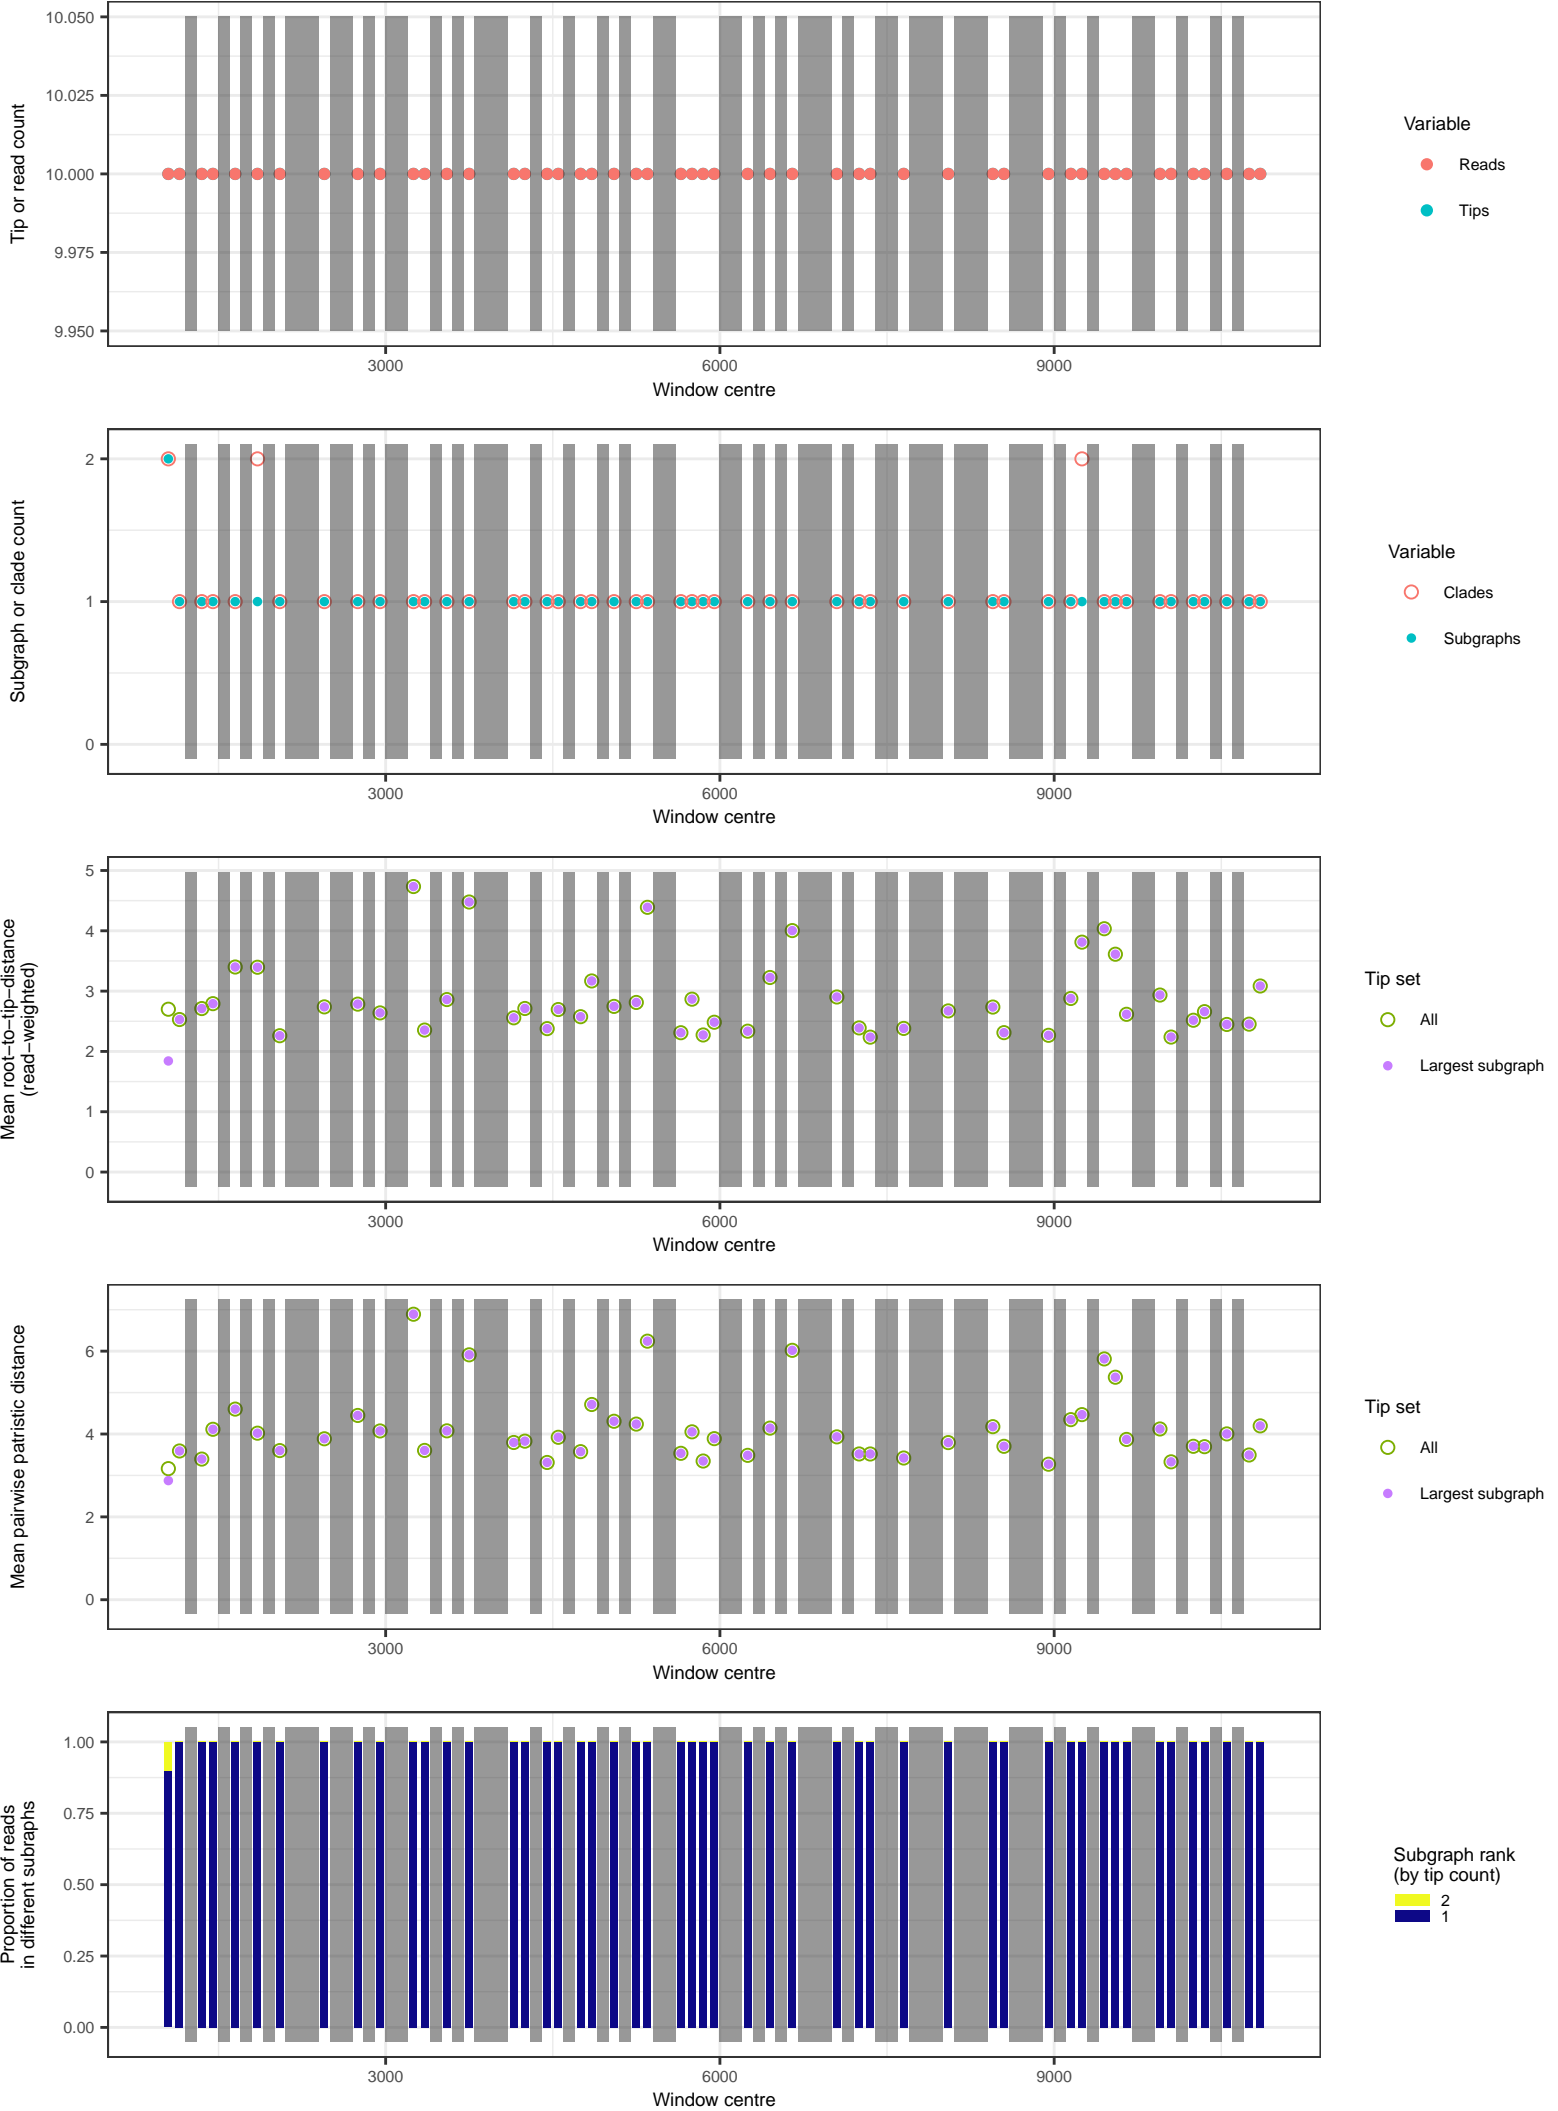 10.050
10.025
10.000
9.975
9.950
Tip or read count
3000
6000
9000
Window centre
Variable
Reads
Tips
2
1
0
Subgraph or clade count
3000
6000
9000
Window centre
Variable
Clades
Subgraphs
5
4
3
2
1
0
Mean root−to−tip−distance
(read−weighted)
3000
6000
9000
Window centre
Tip set
All
Largest subgraph
6
4
2
0
Mean pairwise patristic distance
3000
6000
9000
Window centre
Tip set
All
Largest subgraph
1.00
0.75
0.50
0.25
0.00
Proportion of reads
in different subraphs
3000
6000
9000
Window centre
Subgraph rank
(by tip count)
2
1